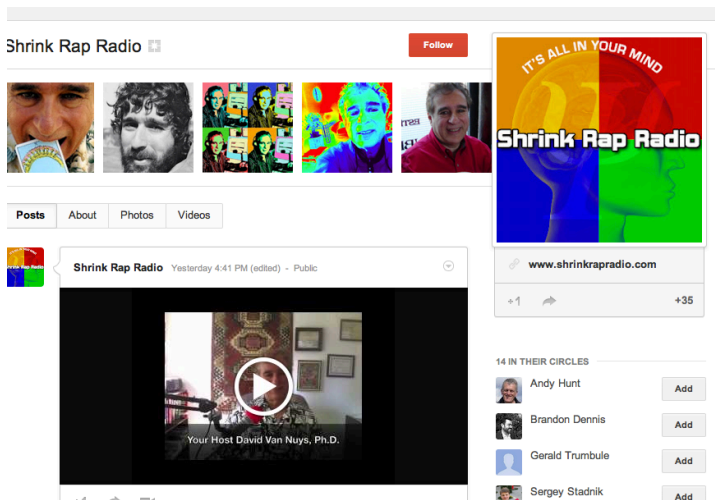 Shrink Rap Radio
Follow
IT'S ALL IN YOUR MIND
Shrink Rap Radio
Posts
About
Photos
Videos
www.shrinkrapradio.com
+1
+35
Shrink Rap Radio Yesterday 4:41 PM (edited) - Public
Your Host David Van Nuys, Ph.D.
14 IN THEIR CIRCLES
Andy Hunt
Add
Brandon Dennis
Add
Gerald Trumbule
Add
Sergey Stadnik
Add